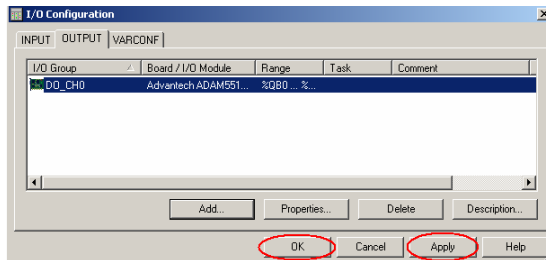 I/O Configuration
INPUT OUTPUT VARCONF
I/O Group Board / I/O Module Range Task Comment
DO_CH0 Advantech ADAM551... %QB0 ... %...
Add... Properties... Delete Description...
OK Cancel Apply Help